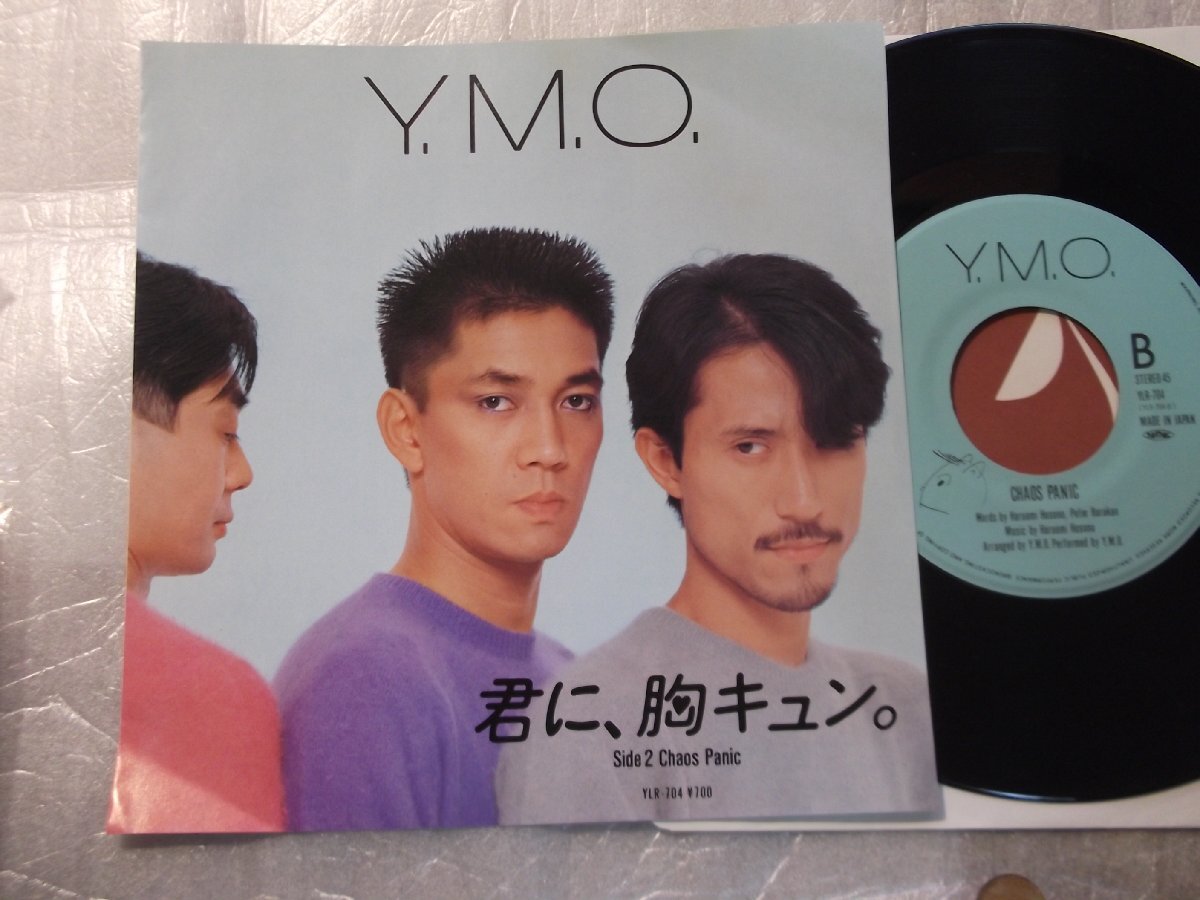 Y.M.O.
君に、胸キュン。
Side 2 Chaos Panic
YLR-704 ¥700
Y.M.O.
B
STEREO 45
YLR-704
MADE IN JAPAN
CHAOS PANIC
Words by Haruomi Hosono, Peter Barakan
Music by Haruomi Hosono
Arranged by Y.M.O. Performed by Y.M.O.